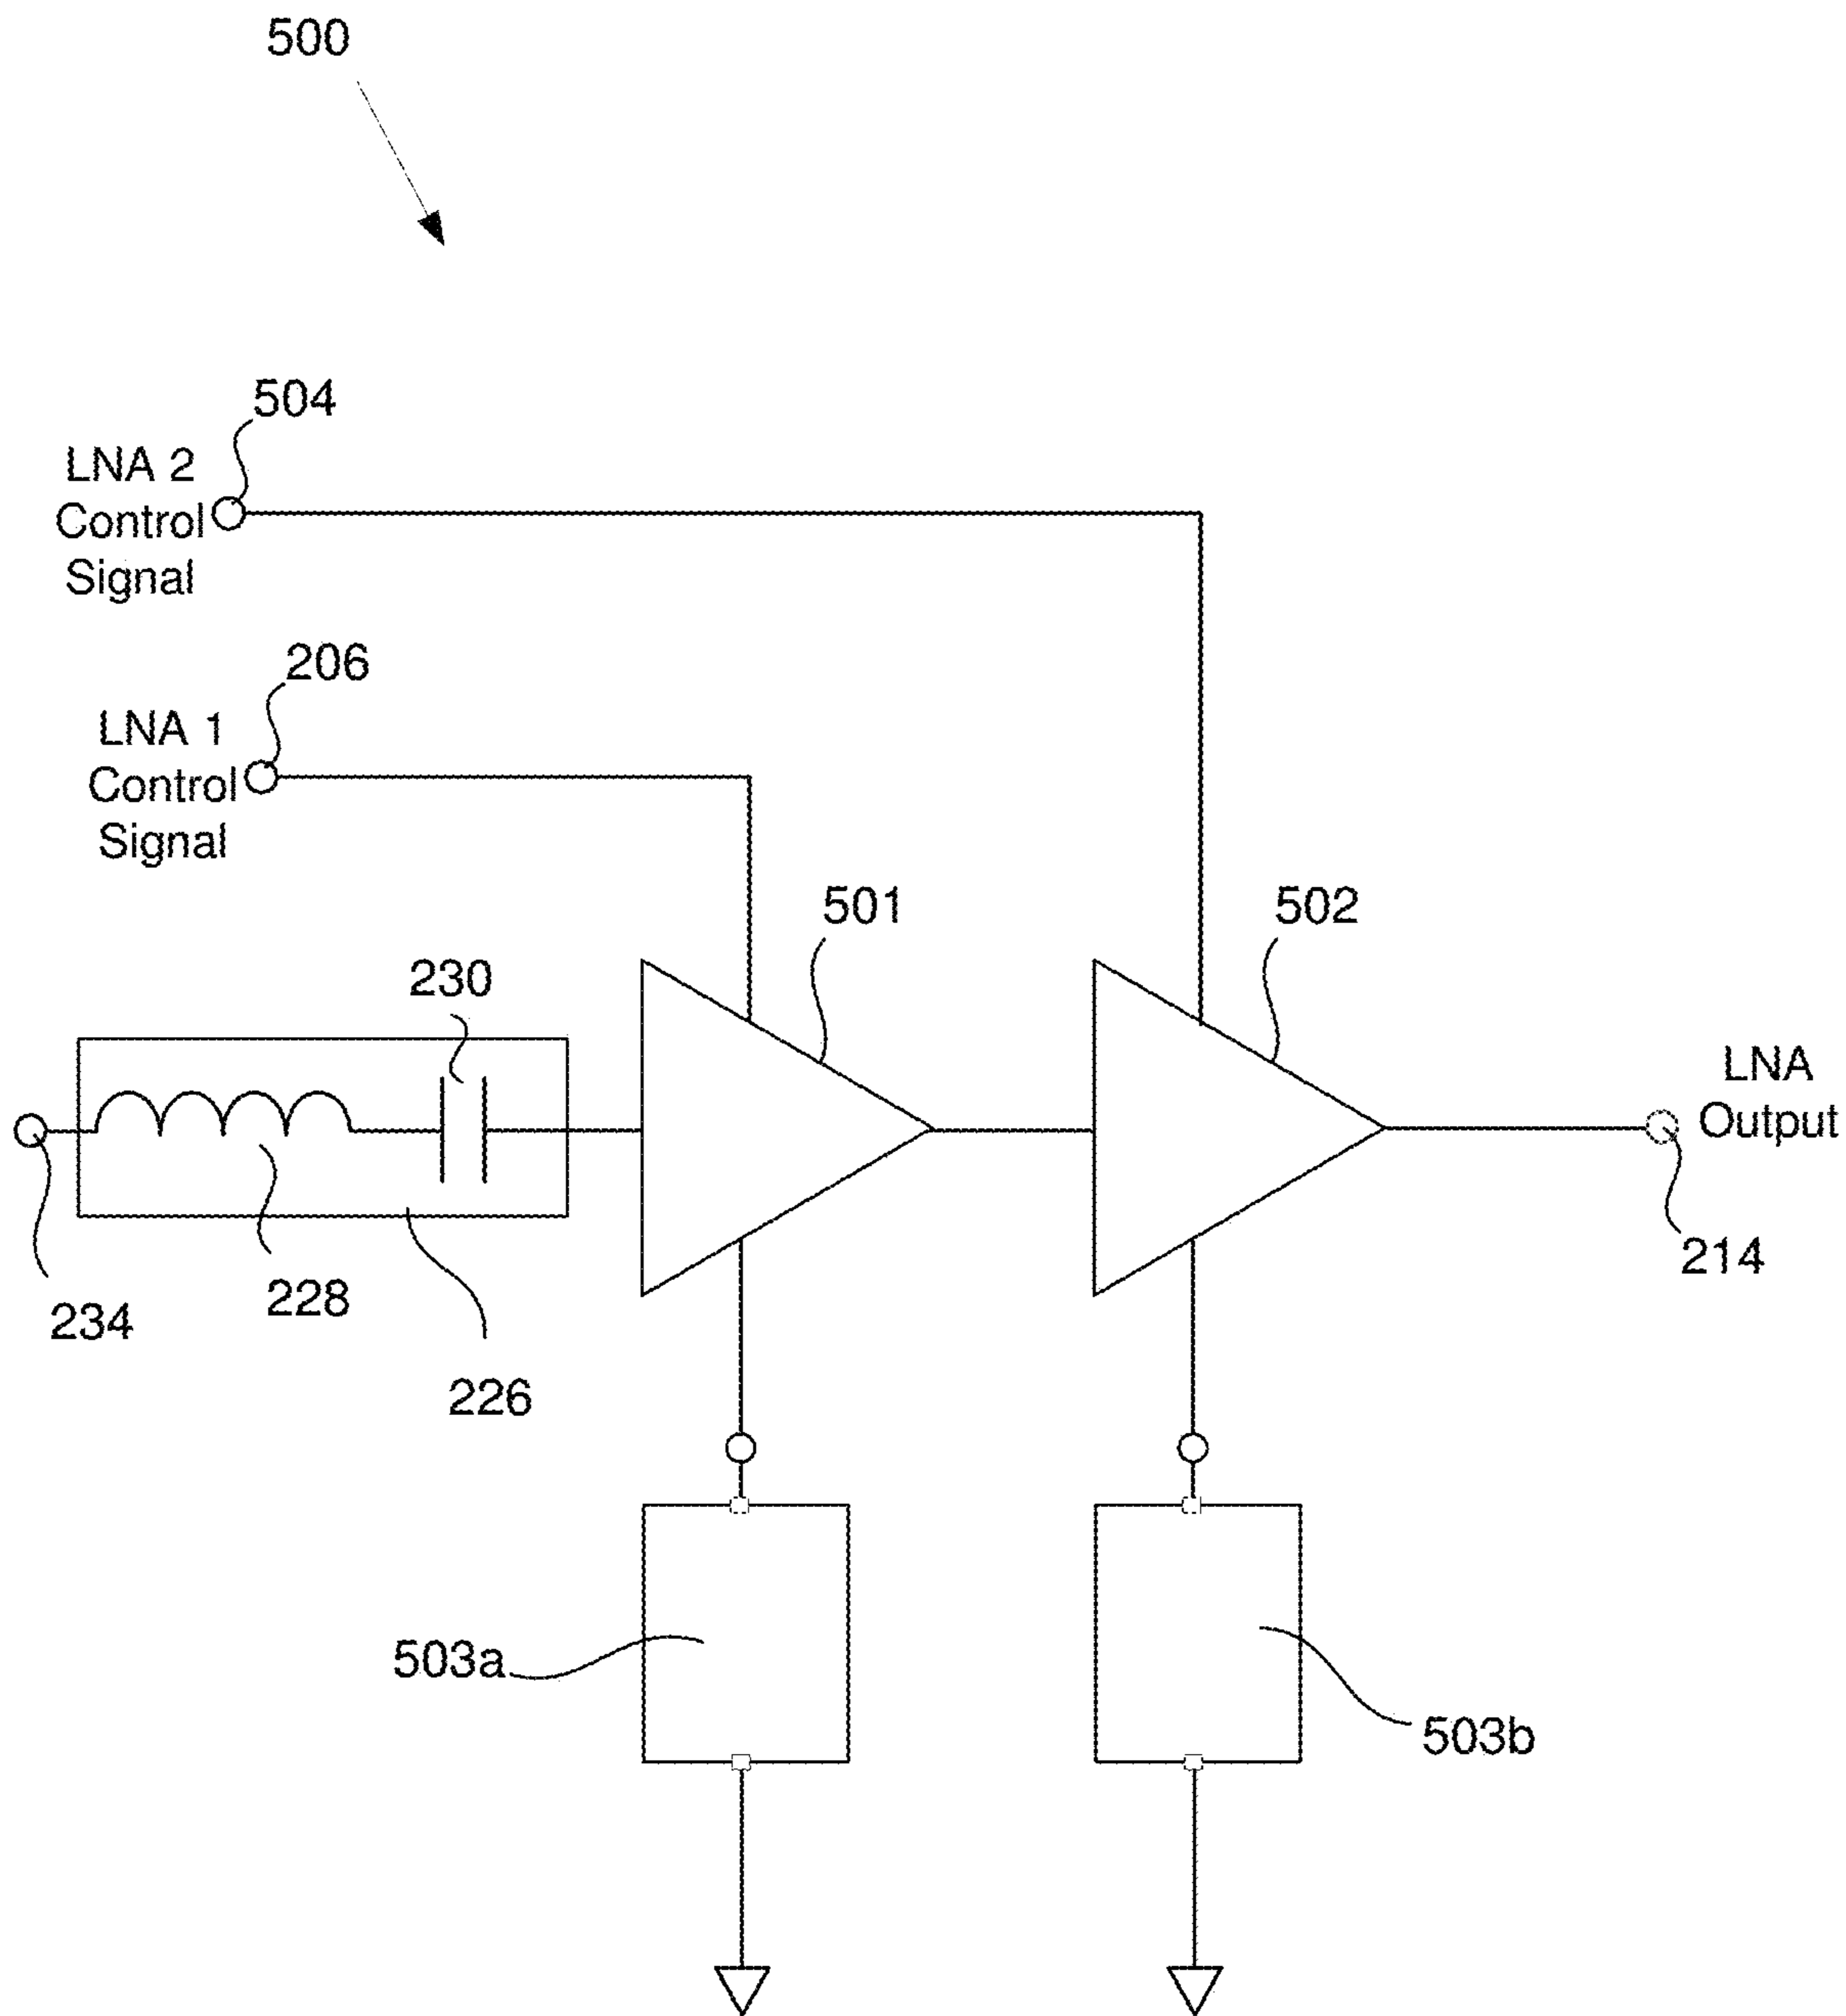 500
504
LNA 2
Control
Signal
206
LNA 1
Control
Signal
501
502
230
LNA
Output
214
228
234
226
503a
503b